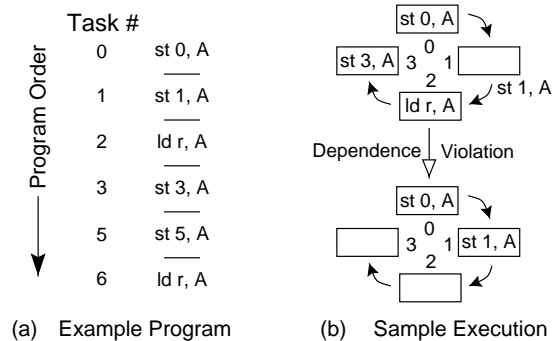 Task #
Program Order
0 st 0, A
1 st 1, A
2 ld r, A
3 st 3, A
5 st 5, A
6 ld r, A
(a) Example Program
st 0, A
0
st 3, A 3 1
2 st 1, A
ld r, A
Dependence Violation
st 0, A
0
3 1 st 1, A
2
(b) Sample Execution